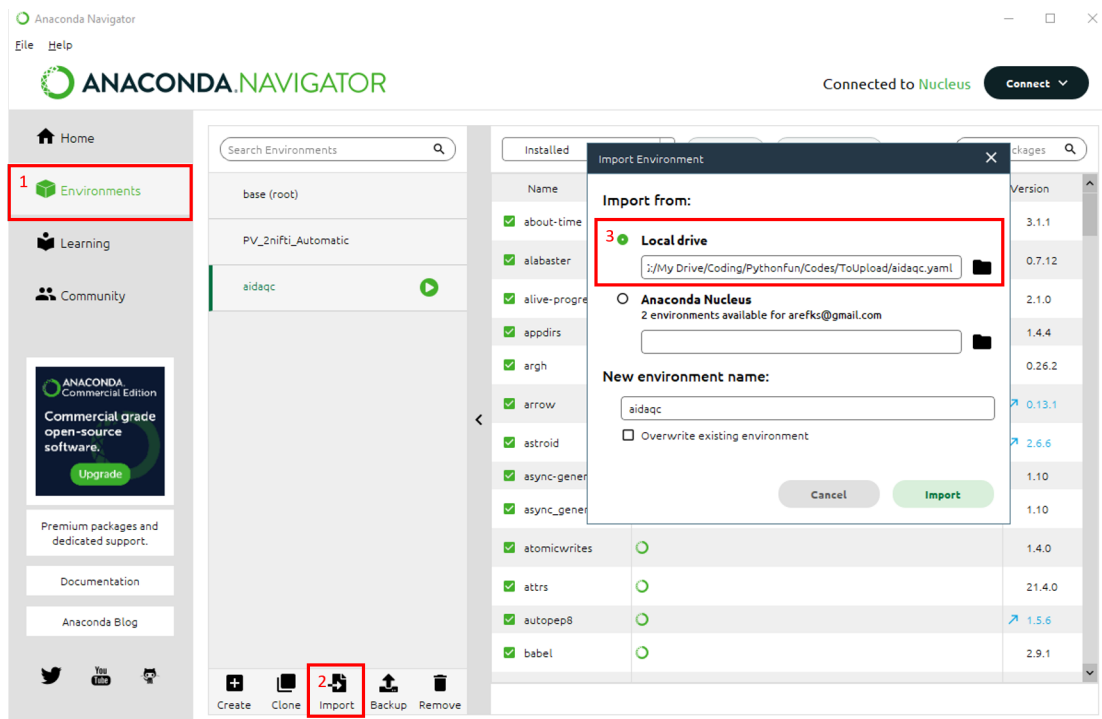 Anaconda Navigator
File Help
ANACONDA.NAVIGATOR
Connected to Nucleus
Connect
Home
1
Environments
Learning
Community
ANACONDA.
Commercial Edition
Commercial grade
open-source
software.
Upgrade
Premium packages and
dedicated support.
Documentation
Anaconda Blog
You
Tube
Search Environments
base (root)
PV_2nifti_Automatic
aidaqc
2
Create Clone Import Backup Remove
Installed
ckages
Name Version
about-time 3.1.1
alabaster 0.7.12
alive-progre 2.1.0
appdirs 1.4.4
argh 0.26.2
arrow 0.13.1
astroid 2.6.6
async-gener 1.10
async_gener 1.10
atomicwrites 1.4.0
attrs 21.4.0
autopep8 1.5.6
babel 2.9.1
Import Environment
Import from:
3
Local drive
:/My Drive/Coding/Pythonfun/Codes/ToUpload/aidaqc.yaml
Anaconda Nucleus
2 environments available for arefks@gmail.com
New environment name:
aidaqc
Overwrite existing environment
Cancel
Import